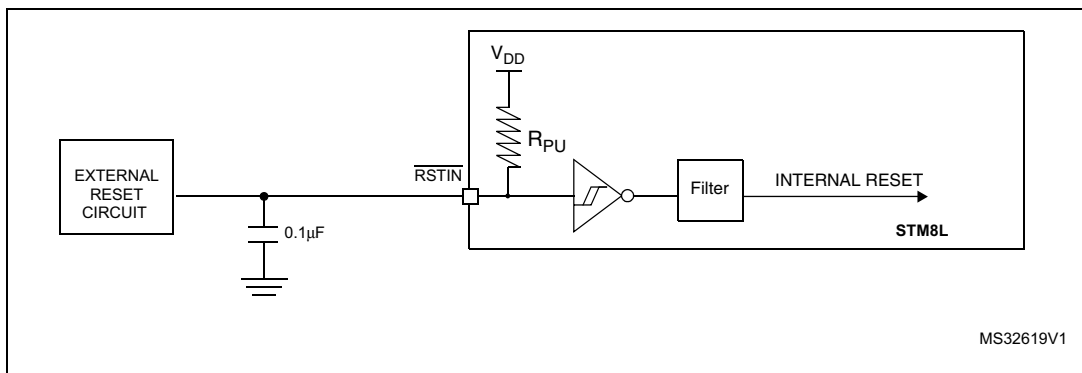 V_DD
R_PU
EXTERNAL
RESET
CIRCUIT
RSTIN
Filter
INTERNAL RESET
STM8L
0.1µF
MS32619V1